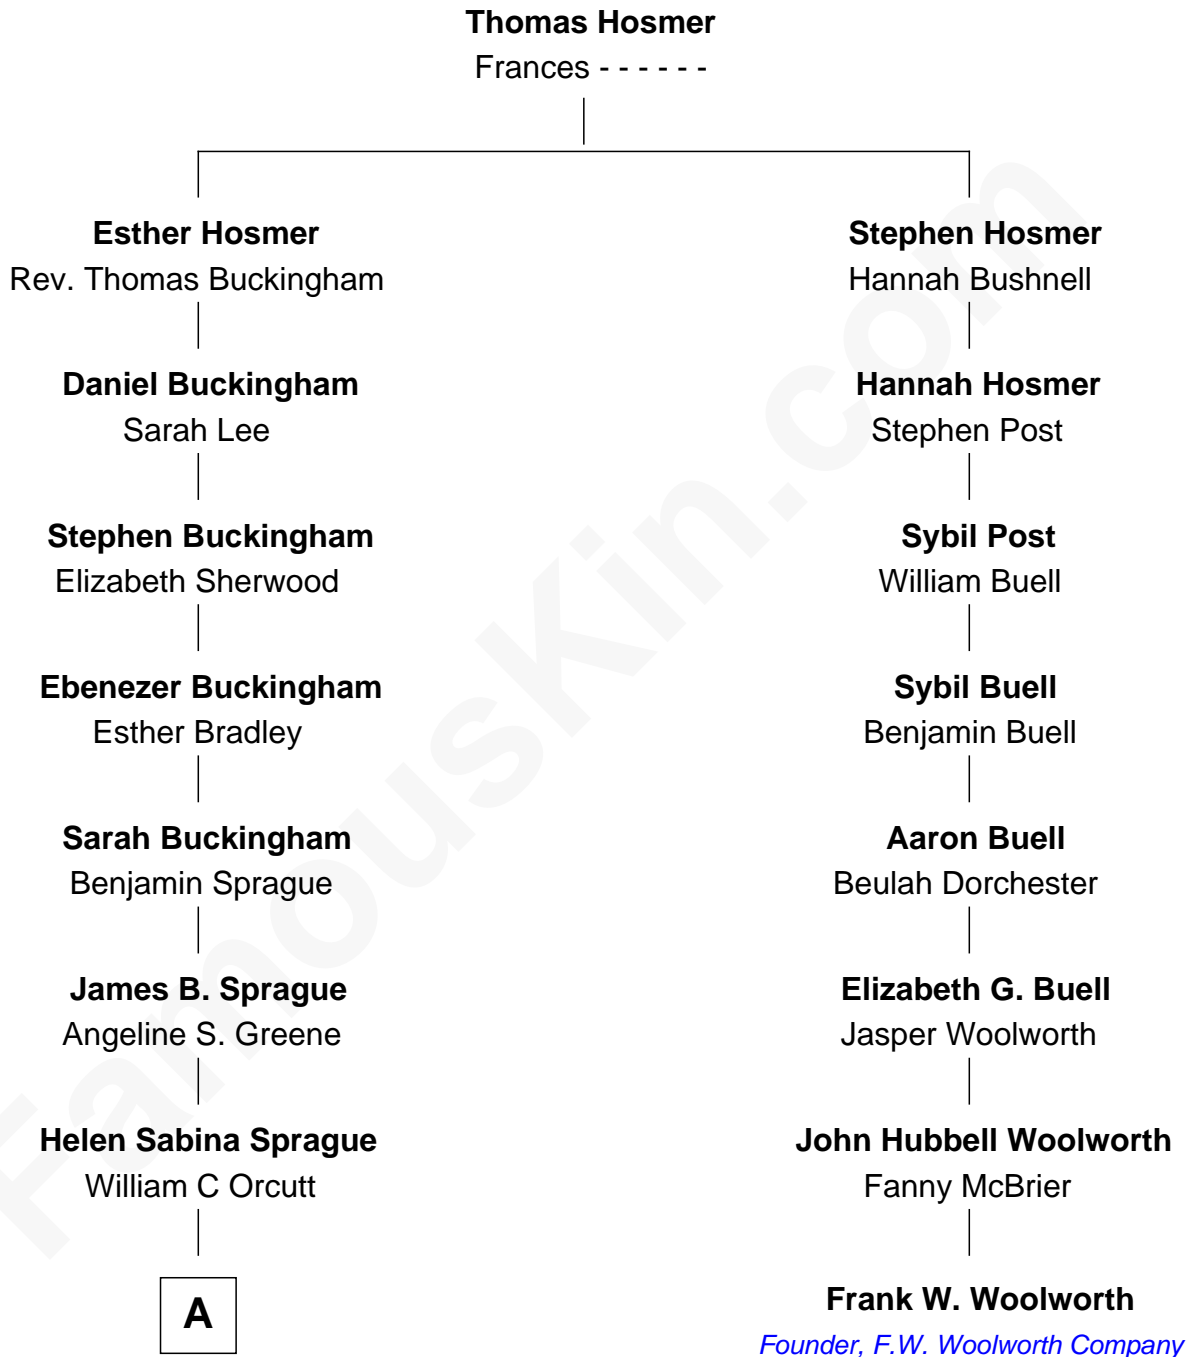 Thomas Hosmer
Frances - - - - - -
Esther Hosmer
Rev. Thomas Buckingham
Daniel Buckingham
Sarah Lee
Stephen Buckingham
Elizabeth Sherwood
Ebenezer Buckingham
Esther Bradley
Sarah Buckingham
Benjamin Sprague
James B. Sprague
Angeline S. Greene
Helen Sabina Sprague
William C Orcutt
A
Stephen Hosmer
Hannah Bushnell
Hannah Hosmer
Stephen Post
Sybil Post
William Buell
Sybil Buell
Benjamin Buell
Aaron Buell
Beulah Dorchester
Elizabeth G. Buell
Jasper Woolworth
John Hubbell Woolworth
Fanny McBrier
Frank W. Woolworth
Founder, F.W. Woolworth Company
FamousKin.com